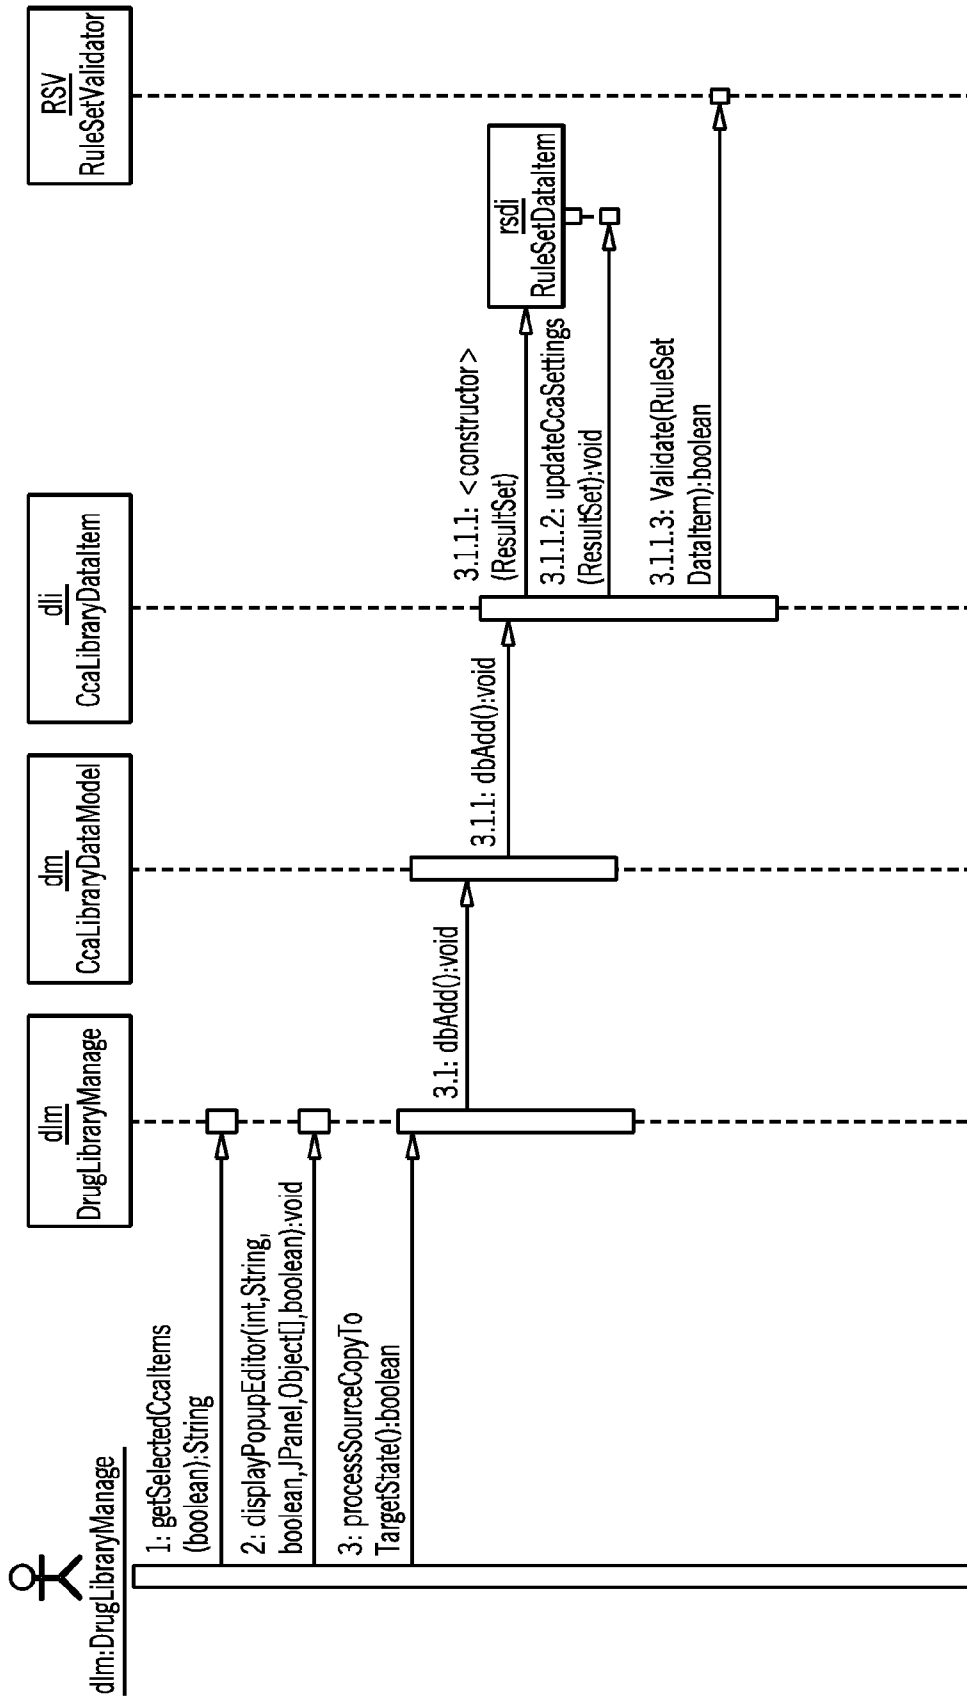 dlm:DrugLibraryManage
dlm
DrugLibraryManage
dm
CcaLibraryDataModel
dli
CcaLibraryDataItem
RSV
RuleSetValidator
1: getSelectedCcaItems
(boolean):String
2: displayPopupEditor(int,String,
boolean,JPanel,Object[],boolean):void
3: processSourceCopyTo
TargetState():boolean
3.1: dbAdd():void
3.1.1: dbAdd():void
3.1.1.1: <constructor>
(ResultSet)
rsdi
RuleSetDataItem
3.1.1.2: updateCcaSettings
(ResultSet):void
3.1.1.3: Validate(RuleSet
DataItem):boolean